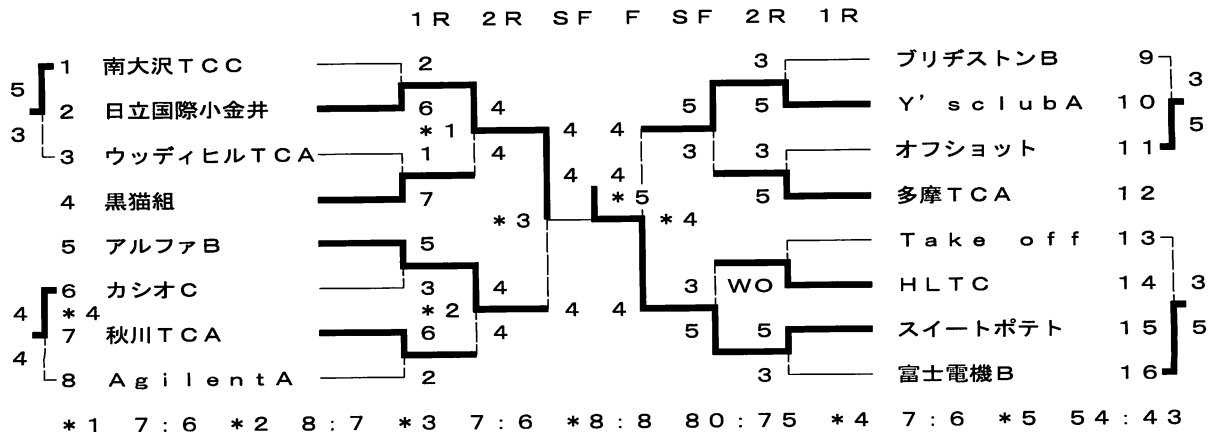 1R 2R SF F SF 2R 1R
2 3 ブリヂストンB 9
1 南大沢TCC
5 3
2 日立国際小金井 6 4 5 5 Y'sclubA 10
3 *1 4 4 5
3 ウッディヒルTCA 1 4 3 3 オフショット 11
4 4
4 黒猫組 7 *5 5 多摩TCA 12
*3 *4
5 アルファB 5 Take off 13
6 カシオC 3 4 3 WO HLTC 14 3
4 *4 *2 4 4
7 秋川TCA 6 4 5 5 スイートポテト 15 5
4
8 AgilentA 2 3 富士電機B 16
*1 7:6 *2 8:7 *3 7:6 *8:8 80:75 *4 7:6 *5 54:43